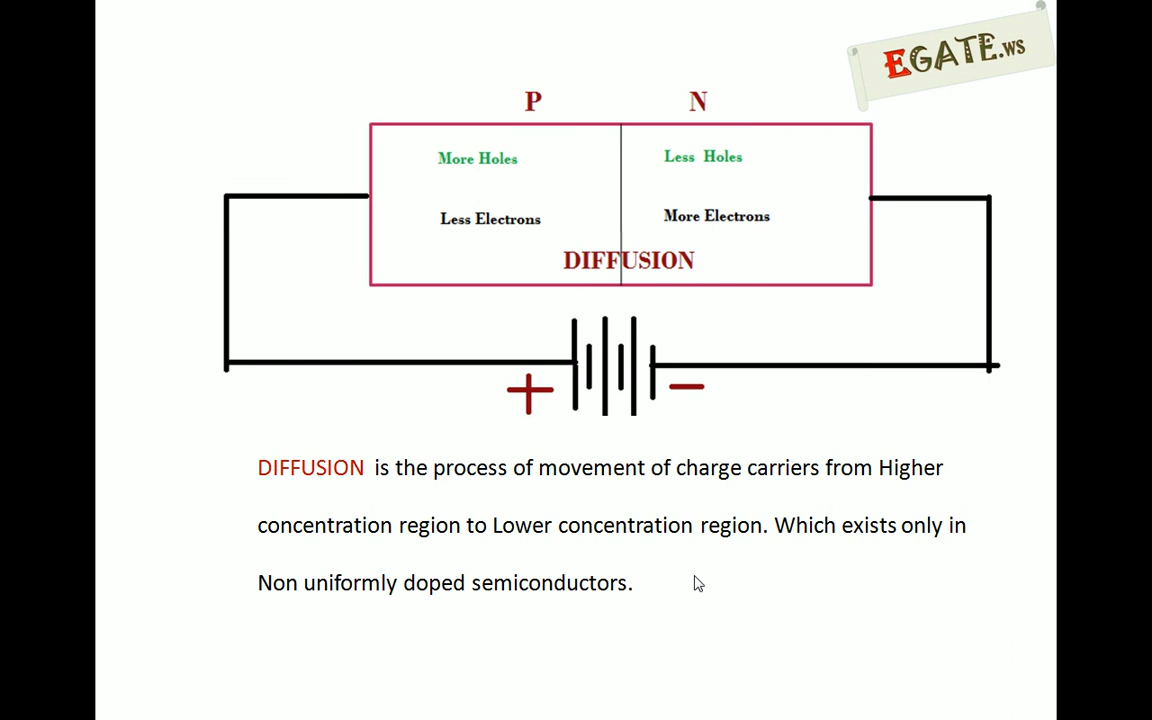 EGATE.ws
P N
More Holes Less Holes
Less Electrons More Electrons
DIFFUSION
+ −
DIFFUSION is the process of movement of charge carriers from Higher
concentration region to Lower concentration region. Which exists only in
Non uniformly doped semiconductors.